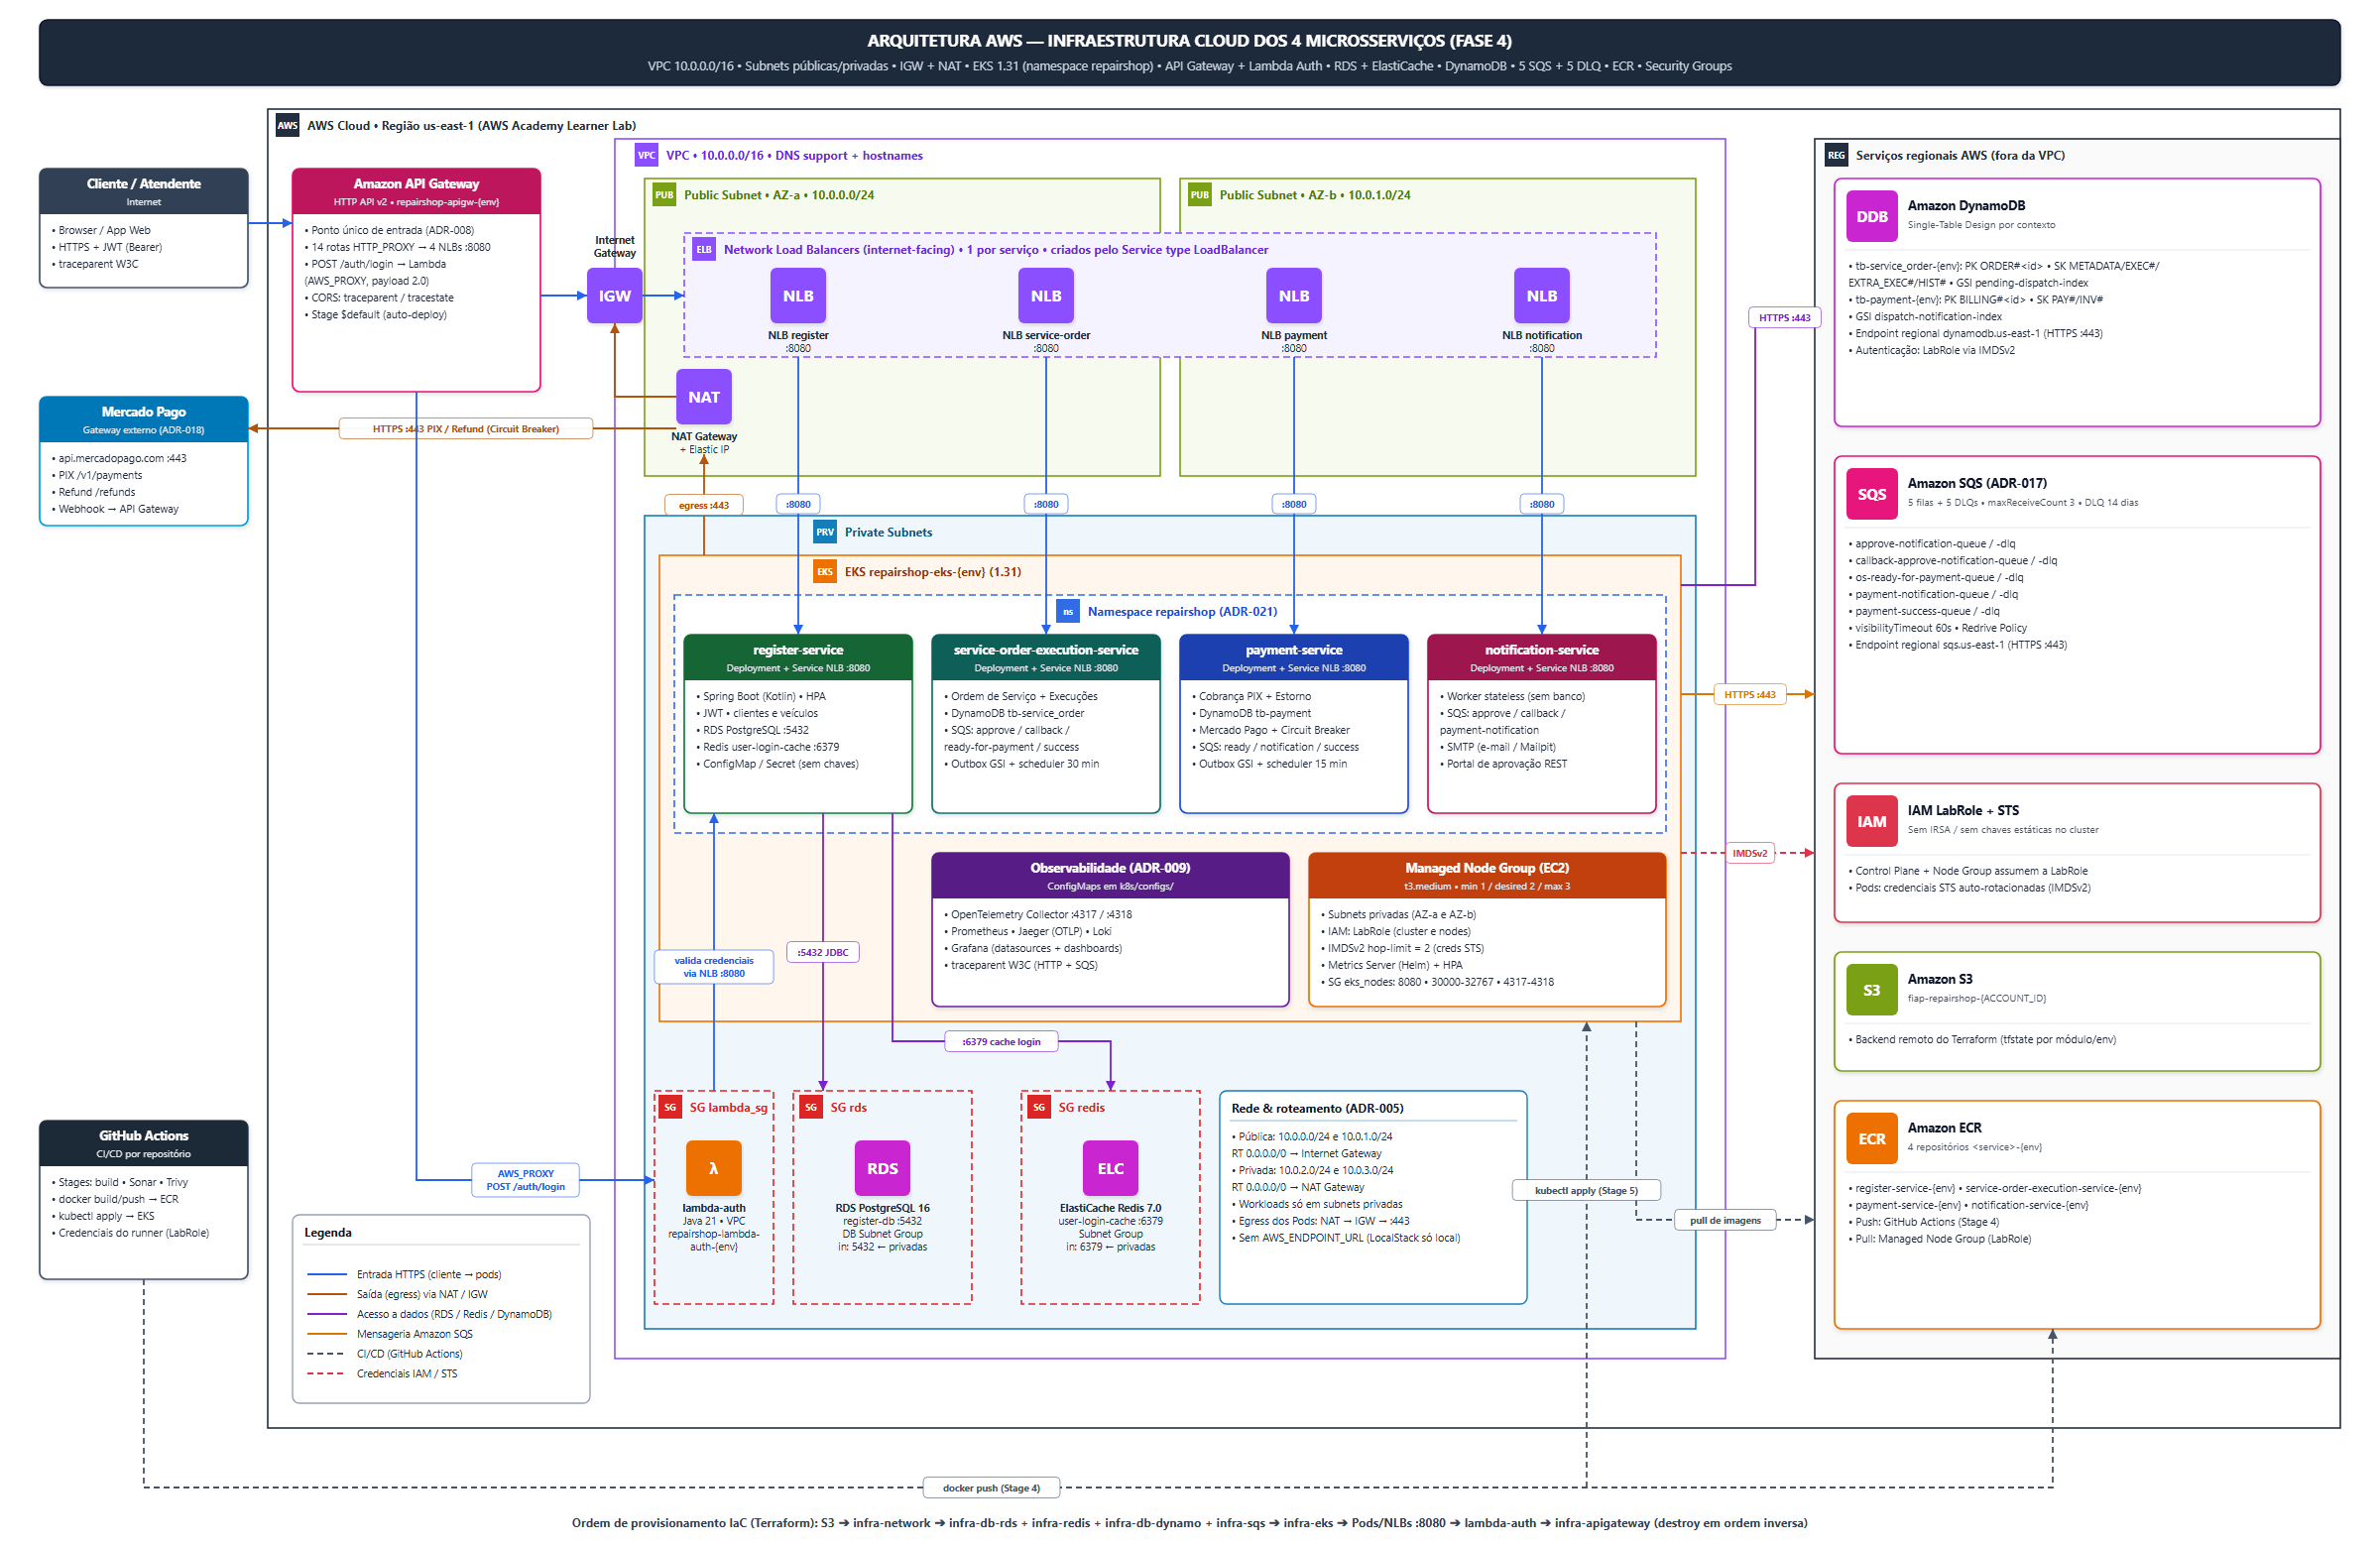 ARQUITETURA AWS — INFRAESTRUTURA CLOUD DOS 4 MICROSSERVIÇOS (FASE 4)
VPC 10.0.0.0/16 • Subnets públicas/privadas • IGW + NAT • EKS 1.31 (namespace repairshop) • API Gateway + Lambda Auth • RDS + ElastiCache • DynamoDB • 5 SQS + 5 DLQ • ECR • Security Groups
AWS
AWS Cloud • Região us-east-1 (AWS Academy Learner Lab)
Cliente / Atendente
Internet
• Browser / App Web
• HTTPS + JWT (Bearer)
• traceparent W3C
Amazon API Gateway
HTTP API v2 • repairshop-apigw-{env}
• Ponto único de entrada (ADR-008)
• 14 rotas HTTP_PROXY → 4 NLBs :8080
• POST /auth/login → Lambda
(AWS_PROXY, payload 2.0)
• CORS: traceparent / tracestate
• Stage $default (auto-deploy)
Mercado Pago
Gateway externo (ADR-018)
• api.mercadopago.com :443
• PIX /v1/payments
• Refund /refunds
• Webhook → API Gateway
HTTPS :443 PIX / Refund (Circuit Breaker)
VPC
VPC • 10.0.0.0/16 • DNS support + hostnames
PUB
Public Subnet • AZ-a • 10.0.0.0/24
PUB
Public Subnet • AZ-b • 10.0.1.0/24
Internet
Gateway
IGW
ELB
Network Load Balancers (internet-facing) • 1 por serviço • criados pelo Service type LoadBalancer
NLB
NLB register
:8080
NLB
NLB service-order
:8080
NLB
NLB payment
:8080
NLB
NLB notification
:8080
NAT
NAT Gateway
+ Elastic IP
egress :443
:8080
:8080
:8080
:8080
PRV
Private Subnets
EKS
EKS repairshop-eks-{env} (1.31)
ns
Namespace repairshop (ADR-021)
register-service
Deployment + Service NLB :8080
• Spring Boot (Kotlin) • HPA
• JWT • clientes e veículos
• RDS PostgreSQL :5432
• Redis user-login-cache :6379
• ConfigMap / Secret (sem chaves)
service-order-execution-service
Deployment + Service NLB :8080
• Ordem de Serviço + Execuções
• DynamoDB tb-service_order
• SQS: approve / callback /
ready-for-payment / success
• Outbox GSI + scheduler 30 min
payment-service
Deployment + Service NLB :8080
• Cobrança PIX + Estorno
• DynamoDB tb-payment
• Mercado Pago + Circuit Breaker
• SQS: ready / notification / success
• Outbox GSI + scheduler 15 min
notification-service
Deployment + Service NLB :8080
• Worker stateless (sem banco)
• SQS: approve / callback /
payment-notification
• SMTP (e-mail / Mailpit)
• Portal de aprovação REST
Observabilidade (ADR-009)
ConfigMaps em k8s/configs/
• OpenTelemetry Collector :4317 / :4318
• Prometheus • Jaeger (OTLP) • Loki
• Grafana (datasources + dashboards)
• traceparent W3C (HTTP + SQS)
Managed Node Group (EC2)
t3.medium • min 1 / desired 2 / max 3
• Subnets privadas (AZ-a e AZ-b)
• IAM: LabRole (cluster e nodes)
• IMDSv2 hop-limit = 2 (creds STS)
• Metrics Server (Helm) + HPA
• SG eks_nodes: 8080 • 30000-32767 • 4317-4318
valida credenciais
via NLB :8080
:5432 JDBC
:6379 cache login
SG
SG lambda_sg
λ
lambda-auth
Java 21 • VPC
repairshop-lambda-
auth-{env}
SG
SG rds
RDS
RDS PostgreSQL 16
register-db :5432
DB Subnet Group
in: 5432 ← privadas
SG
SG redis
ELC
ElastiCache Redis 7.0
user-login-cache :6379
Subnet Group
in: 6379 ← privadas
Rede & roteamento (ADR-005)
• Pública: 10.0.0.0/24 e 10.0.1.0/24
RT 0.0.0.0/0 → Internet Gateway
• Privada: 10.0.2.0/24 e 10.0.3.0/24
RT 0.0.0.0/0 → NAT Gateway
• Workloads só em subnets privadas
• Egress dos Pods: NAT → IGW → :443
• Sem AWS_ENDPOINT_URL (LocalStack só local)
kubectl apply (Stage 5)
pull de imagens
AWS_PROXY
POST /auth/login
HTTPS :443
HTTPS :443
IMDSv2
REG
Serviços regionais AWS (fora da VPC)
DDB
Amazon DynamoDB
Single-Table Design por contexto
• tb-service_order-{env}: PK ORDER#<id> • SK METADATA/EXEC#/
EXTRA_EXEC#/HIST# • GSI pending-dispatch-index
• tb-payment-{env}: PK BILLING#<id> • SK PAY#/INV#
• GSI dispatch-notification-index
• Endpoint regional dynamodb.us-east-1 (HTTPS :443)
• Autenticação: LabRole via IMDSv2
SQS
Amazon SQS (ADR-017)
5 filas + 5 DLQs • maxReceiveCount 3 • DLQ 14 dias
• approve-notification-queue / -dlq
• callback-approve-notification-queue / -dlq
• os-ready-for-payment-queue / -dlq
• payment-notification-queue / -dlq
• payment-success-queue / -dlq
• visibilityTimeout 60s • Redrive Policy
• Endpoint regional sqs.us-east-1 (HTTPS :443)
IAM
IAM LabRole + STS
Sem IRSA / sem chaves estáticas no cluster
• Control Plane + Node Group assumem a LabRole
• Pods: credenciais STS auto-rotacionadas (IMDSv2)
S3
Amazon S3
fiap-repairshop-{ACCOUNT_ID}
• Backend remoto do Terraform (tfstate por módulo/env)
ECR
Amazon ECR
4 repositórios <service>-{env}
• register-service-{env} • service-order-execution-service-{env}
• payment-service-{env} • notification-service-{env}
• Push: GitHub Actions (Stage 4)
• Pull: Managed Node Group (LabRole)
GitHub Actions
CI/CD por repositório
• Stages: build • Sonar • Trivy
• docker build/push → ECR
• kubectl apply → EKS
• Credenciais do runner (LabRole)
Legenda
Entrada HTTPS (cliente → pods)
Saída (egress) via NAT / IGW
Acesso a dados (RDS / Redis / DynamoDB)
Mensageria Amazon SQS
CI/CD (GitHub Actions)
Credenciais IAM / STS
docker push (Stage 4)
Ordem de provisionamento IaC (Terraform): S3 ➔ infra-network ➔ infra-db-rds + infra-redis + infra-db-dynamo + infra-sqs ➔ infra-eks ➔ Pods/NLBs :8080 ➔ lambda-auth ➔ infra-apigateway (destroy em ordem inversa)